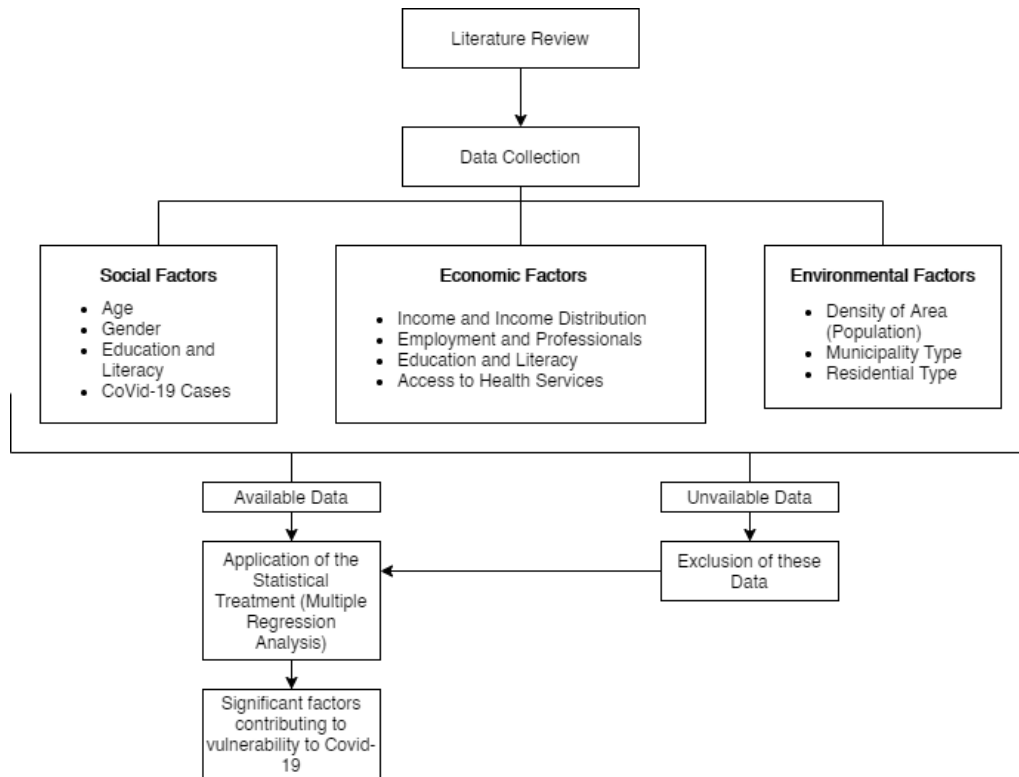 Literature Review
Data Collection
Social Factors
Age
Gender
Education and
Literacy
CoVid-19 Cases
Economic Factors
Income and Income Distribution
Employment and Professionals
Education and Literacy
Access to Health Services
Environmental Factors
Density of Area
(Population)
Municipality Type
Residential Type
Available Data
Unvailable Data
Application of the
Statistical
Treatment (Multiple
Regression
Analysis)
Exclusion of these
Data
Significant factors
contributing to
vulnerability to Covid-
19